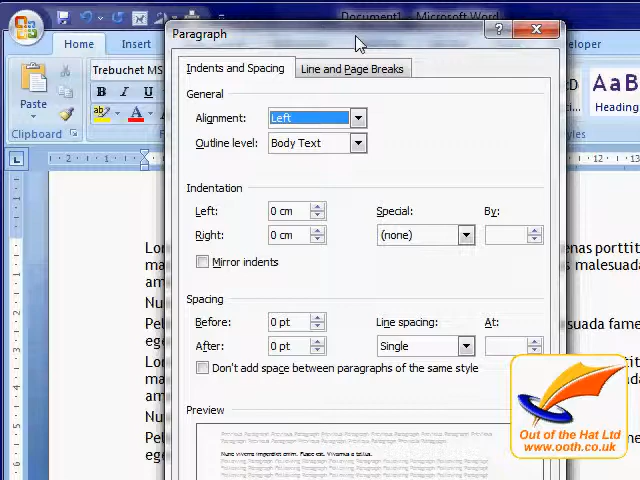 Document1 - Microsoft Word
Paragraph
Home
Insert
eloper
Indents and Spacing
Line and Page Breaks
Trebuchet MS
B I
Paste
Clipboard
AaB
Heading
General
Alignment: Left
Outline level: Body Text
Indentation
Left: 0 cm
Special:
By:
Right: 0 cm
(none)
Mirror indents
Spacing
Before: 0 pt
Line spacing:
At:
After: 0 pt
Single
Don't add space between paragraphs of the same style
Preview
Out of the Hat Ltd
www.ooth.co.uk